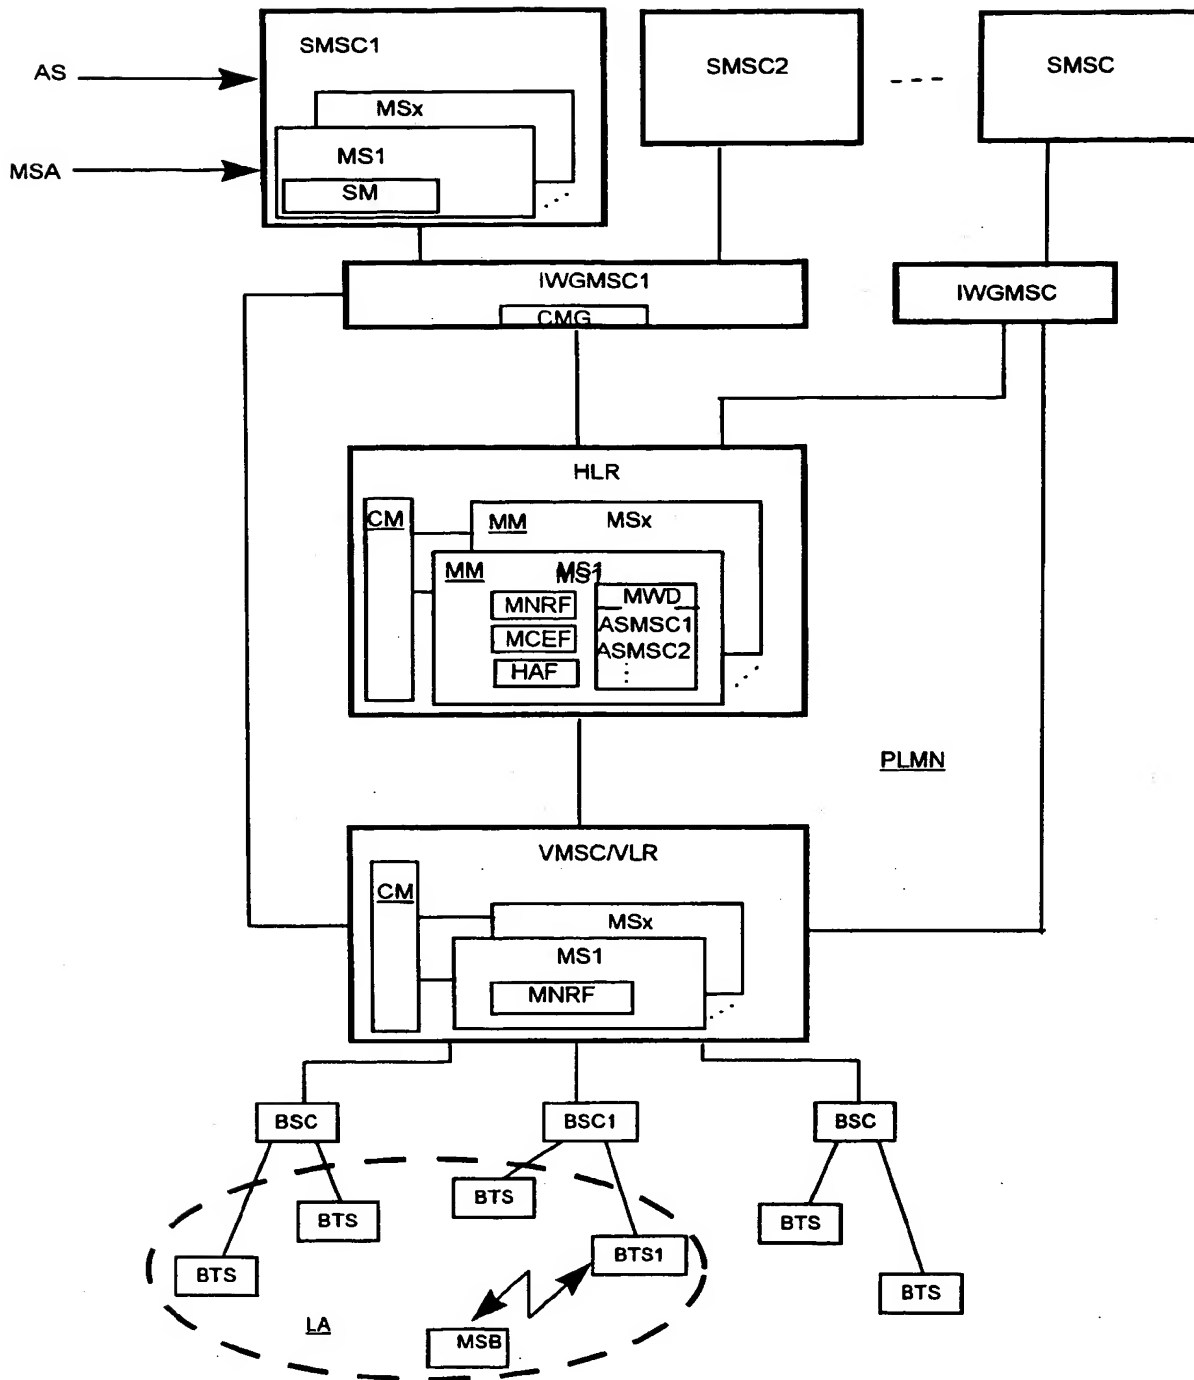 SMSC1
SMSC2
SMSC
AS
MSx
MSA
MS1
SM
IWGMSC1
IWGMSC
CMG
HLR
CM
MM
MSx
MM
MS1
MNRF
MWD
MCEF
ASMSC1
HAF
ASMSC2
PLMN
VMSC/VLR
CM
MSx
MS1
MNRF
BSC
BSC1
BSC
BTS
BTS
BTS
BTS
BTS1
BTS
BTS
LA
MSB